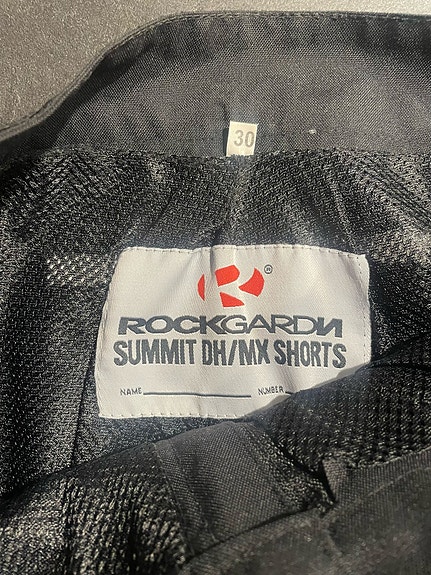 30
®
ROCKGARDN
SUMMIT DH/MX SHORTS
NAME NUMBER